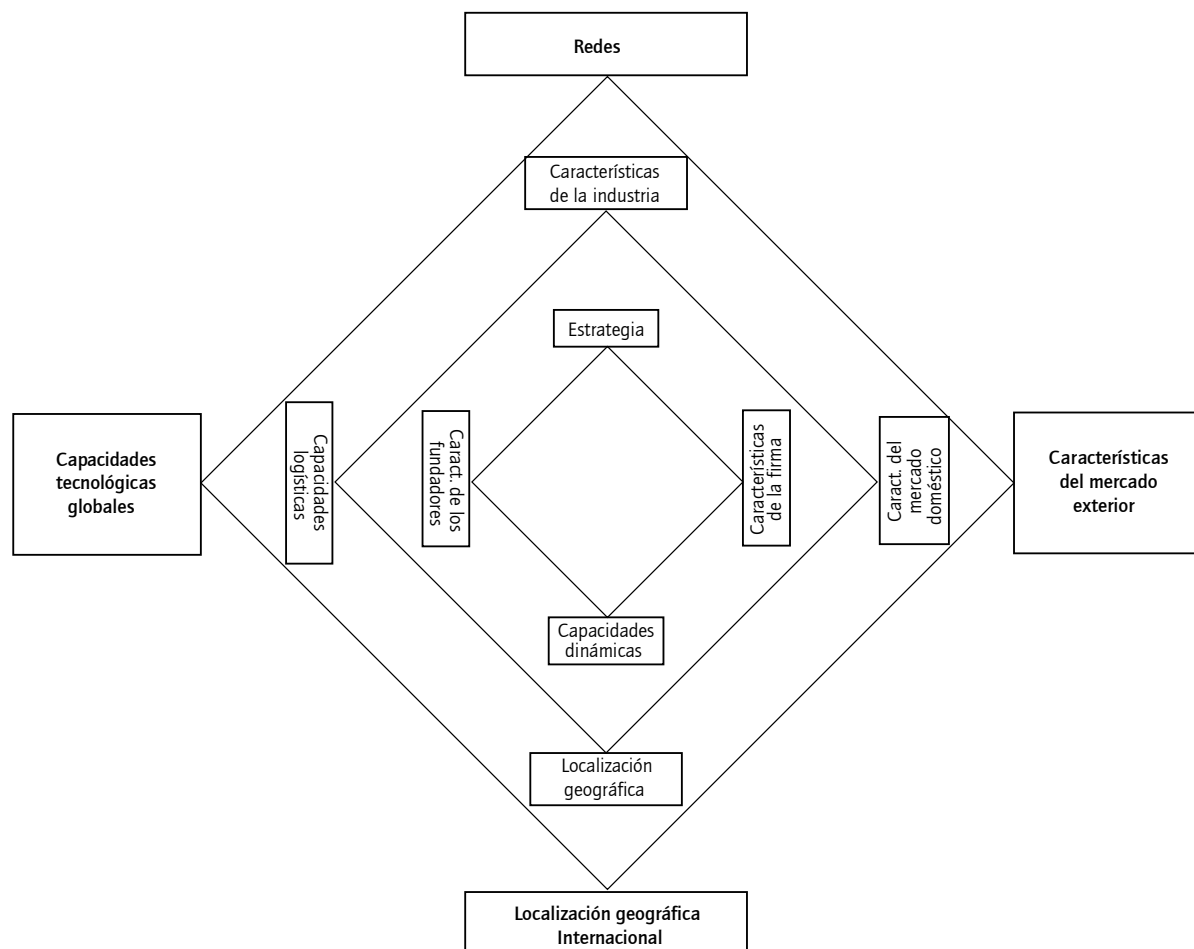 Redes
Características
de la industria
Estrategia
Capacidades
tecnológicas
globales
Capacidades
logísticas
Caract. de los
fundadores
Características
de la firma
Caract. del
mercado
doméstico
Características
del mercado
exterior
Capacidades
dinámicas
Localización
geográfica
Localización geográfica
Internacional